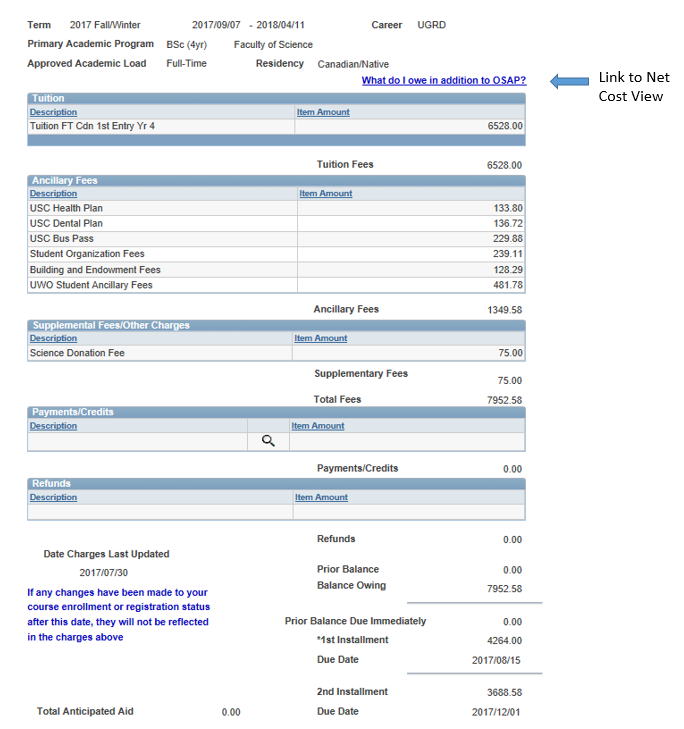 Term 2017 Fall/Winter 2017/09/07 - 2018/04/11 Career UGRD
Primary Academic Program BSc (4yr) Faculty of Science
Approved Academic Load Full-Time Residency Canadian/Native
What do I owe in addition to OSAP?
Link to Net
Cost View
Tuition
Description Item Amount
Tuition FT Cdn 1st Entry Yr 4 6528.00
Tuition Fees 6528.00
Ancillary Fees
Description Item Amount
USC Health Plan 133.80
USC Dental Plan 136.72
USC Bus Pass 229.88
Student Organization Fees 239.11
Building and Endowment Fees 128.29
UWO Student Ancillary Fees 481.78
Ancillary Fees 1349.58
Supplemental Fees/Other Charges
Description Item Amount
Science Donation Fee 75.00
Supplementary Fees 75.00
Total Fees 7952.58
Payments/Credits
Description Item Amount
Payments/Credits 0.00
Refunds
Description Item Amount
Refunds 0.00
Date Charges Last Updated
2017/07/30
If any changes have been made to your
course enrollment or registration status
after this date, they will not be reflected
in the charges above
Prior Balance 0.00
Balance Owing 7952.58
Prior Balance Due Immediately 0.00
*1st Installment 4264.00
Due Date 2017/08/15
2nd Installment 3688.58
Total Anticipated Aid 0.00 Due Date 2017/12/01